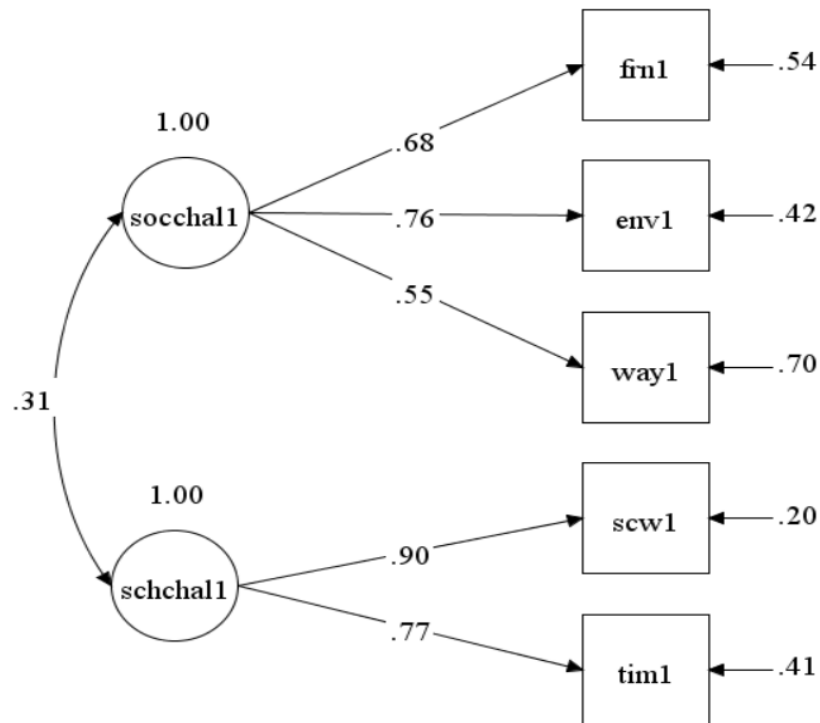 frn1
.54
1.00
.68
socchal1
.76
env1
.42
.55
way1
.70
.31
1.00
scw1
.20
.90
schchal1
.77
tim1
.41